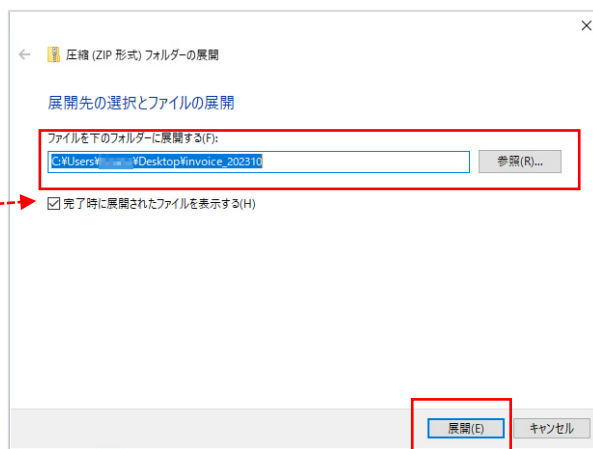 圧縮 (ZIP 形式) フォルダーの展開
展開先の選択とファイルの展開
ファイルを下のフォルダーに展開する(F):
C:¥Users¥ ¥Desktop¥invoice_202310
参照(R)...
完了時に展開されたファイルを表示する(H)
展開(E)
キャンセル